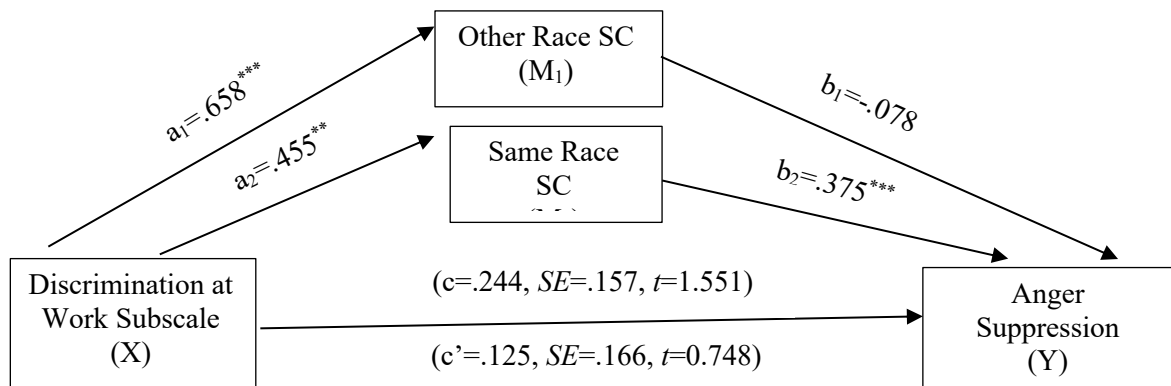 Other Race SC
(M₁)
a₁=.658***
b₁=-.078
a₂=.455**
Same Race
SC
b₂=.375***
Discrimination at
Work Subscale
(X)
(c=.244, SE=.157, t=1.551)
(c’=.125, SE=.166, t=0.748)
Anger
Suppression
(Y)